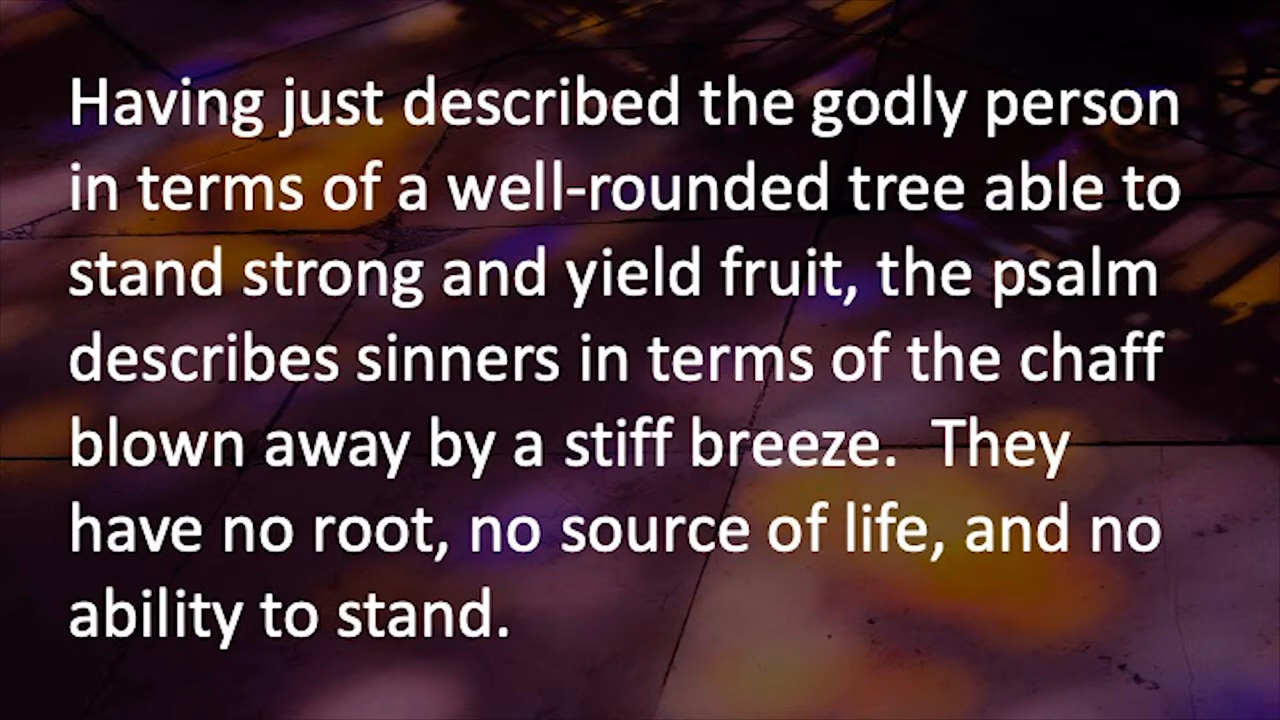 Having just described the godly person
in terms of a well-rounded tree able to
stand strong and yield fruit, the psalm
describes sinners in terms of the chaff
blown away by a stiff breeze.  They
have no root, no source of life, and no
ability to stand.